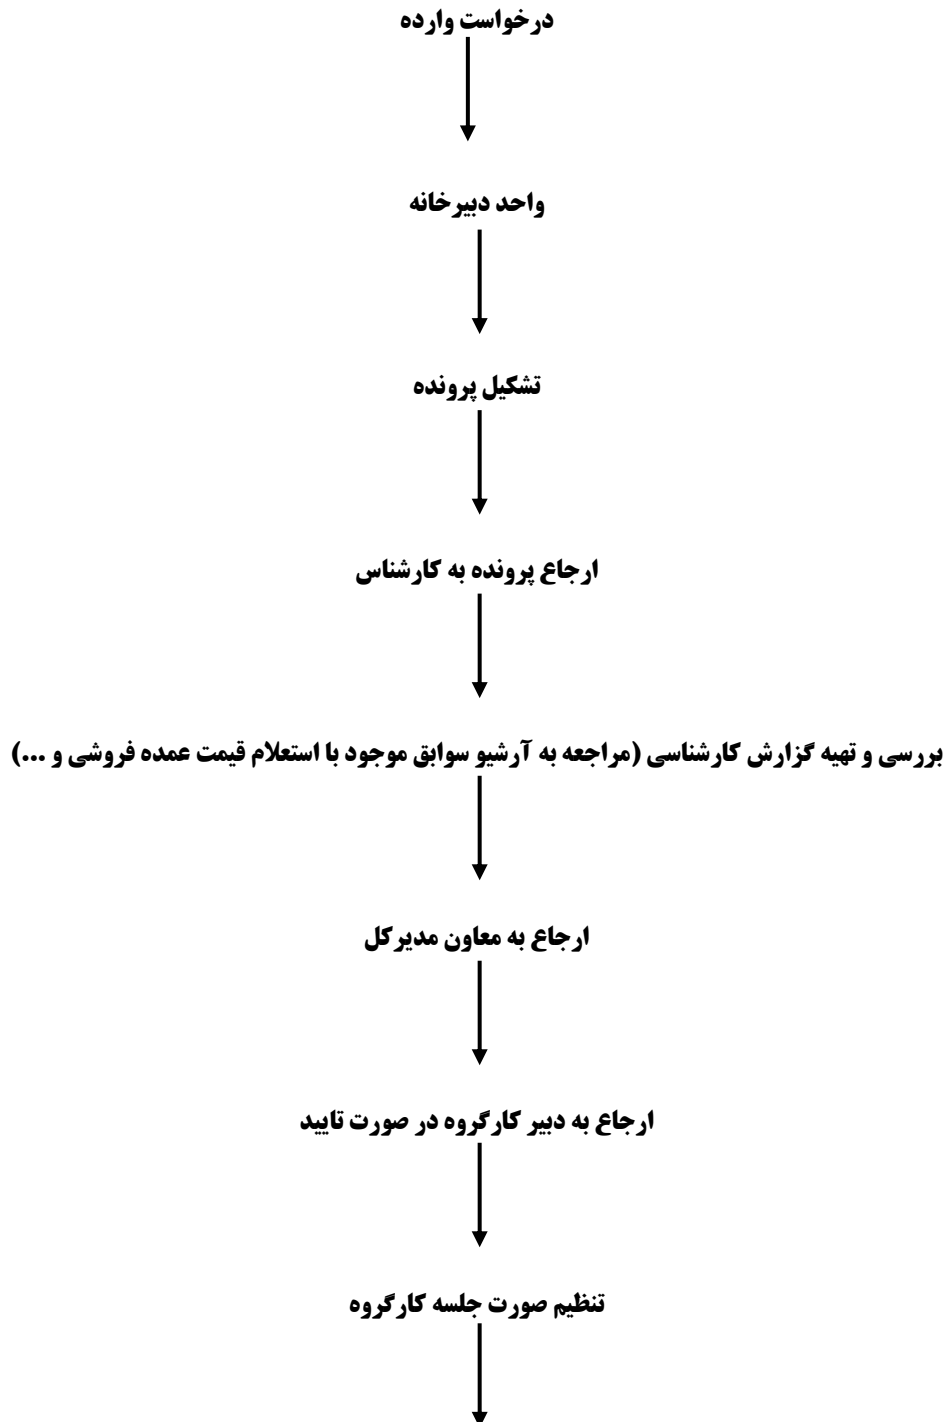 درخواست وارده
واحد دبیرخانه
تشکیل پرونده
ارجاع پرونده به کارشناس
بررسی و تهیه گزارش کارشناسی (مراجعه به آرشیو سوابق موجود با استعلام قیمت عمده فروشی و ...)
ارجاع به معاون مدیرکل
ارجاع به دبیر کارگروه در صورت تایید
تنظیم صورت جلسه کارگروه